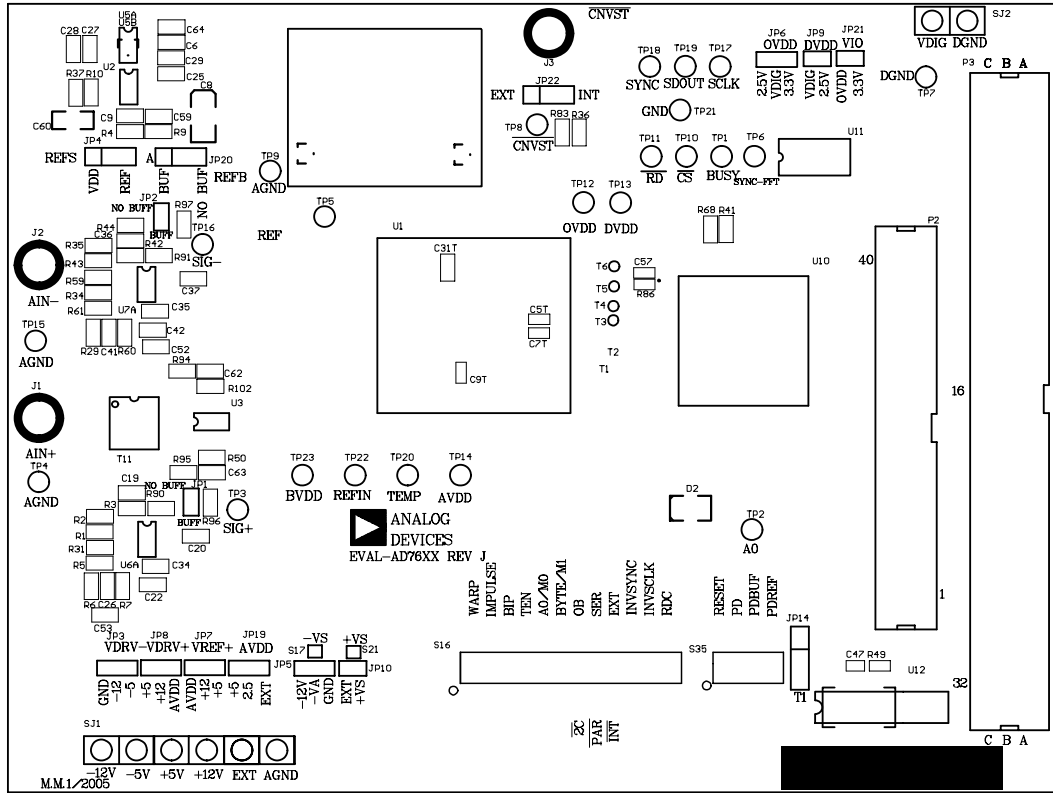 U5A
U5B
C64
C28 C27
C6
U2
C29
C25
R37 R10
C8
C60
C9
C59
R4
R9
JP4
REFS
VDD
REF
A
JP20
BUF
NO BUF
REFB
TP9
AGND
TP5
REF
CNVST
J3
JP22
EXT
INT
TP8
CNVST
R83 R36
TP18 TP19 TP17
SYNC SDOUT SCLK
GND
TP21
JP6 JP9 JP21
OVDD DVDD VIO
2.5V
VDIG
3.3V
VDIG
2.5V
OVDD
3.3V
SJ2
VDIG DGND
DGND
TP7
P3
C B A
TP11 TP10 TP1 TP6
RD CS BUSY SYNC-FFT
U11
TP12 TP13
OVDD DVDD
R68 R41
P2
40
16
1
32
C B A
JP2
NO BUFF
BUFF
R97
R44
C36
R42
R91
TP16
SIG-
C37
J2
AIN-
R35
R43
R59
R34
R61
U7A
C35
C42
C52
R29 C41 R60
TP15
AGND
R94
C62
R102
J1
AIN+
TP4
AGND
T11
U3
U1
C31T
C5T
C7T
C9T
T6
T5
T4
T3
T2
T1
C57
R86
U10
R95
R50
C63
C19
NO BUFF
JP1
BUFF
R90
R3
R96
TP3
SIG+
R2
R1
R31
R5
U6A
C20
C34
C22
R6 C26 R7
C53
TP23 TP22 TP20 TP14
BVDD REFIN TEMP AVDD
ANALOG
DEVICES
EVAL-AD76XX REV J
D2
TP2
A0
WARP
IMPULSE
BIP
TEN
A0/M0
BYTE/M1
OB
SER
EXT
INVSYNC
INVSCLK
RDC
RESET
PD
PDBUF
PDREF
S16
S35
JP14
T1
C47 R49
U12
I2C
PAR
INT
JP3 JP8 JP7 JP19
VDRV- VDRV+ VREF+ AVDD
GND
-12
-5
+5
+12
AVDD
AVDD
+12
+5
+5
2.5
EXT
-VS
S17
JP5
-12V
-VA
GND
+VS
S21
JP10
EXT
+VS
SJ1
-12V -5V +5V +12V EXT AGND
M.M.1/2005